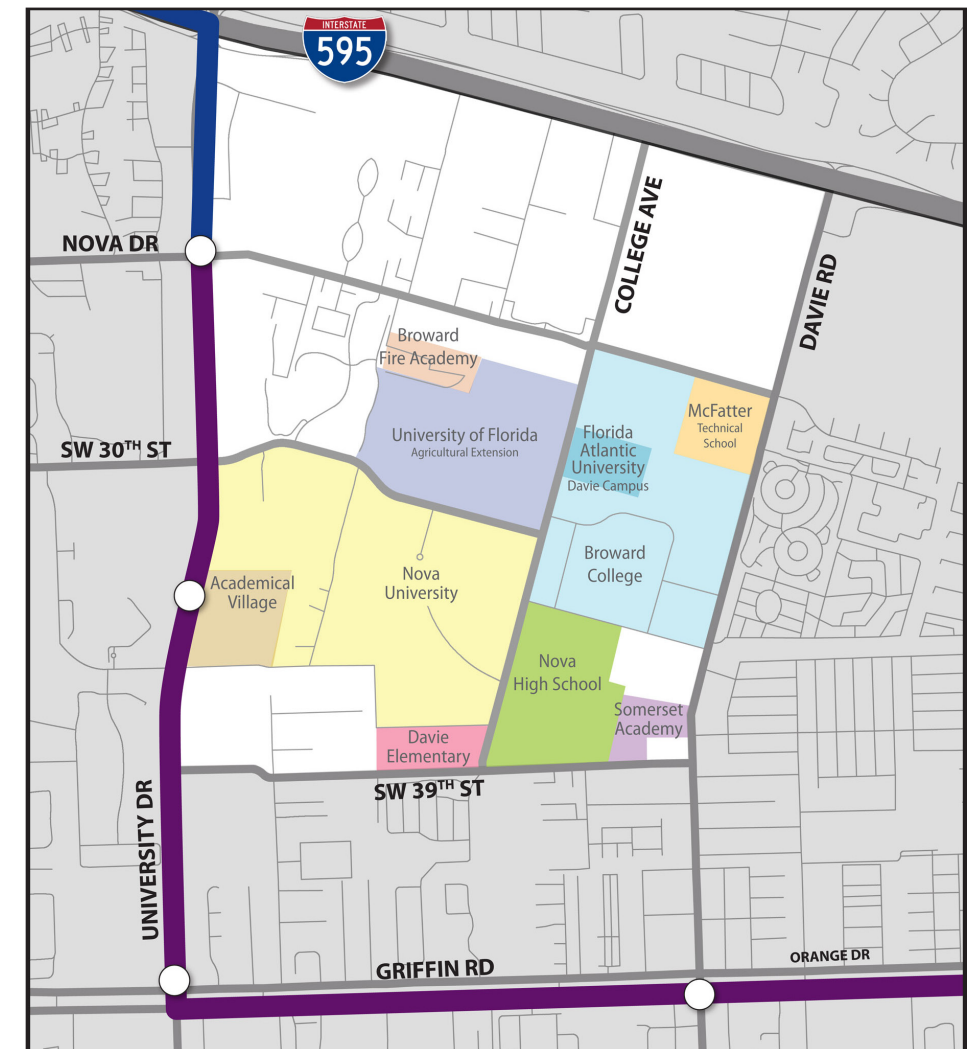 INTERSTATE
595
NOVA DR
COLLEGE AVE
DAVIE RD
Broward
Fire Academy
McFatter
Technical
School
SW 30TH ST
University of Florida
Agricultural Extension
Florida
Atlantic
University
Davie Campus
Broward
College
Academical
Village
Nova
University
Nova
High School
Somerset
Academy
Davie
Elementary
SW 39TH ST
UNIVERSITY DR
GRIFFIN RD
ORANGE DR